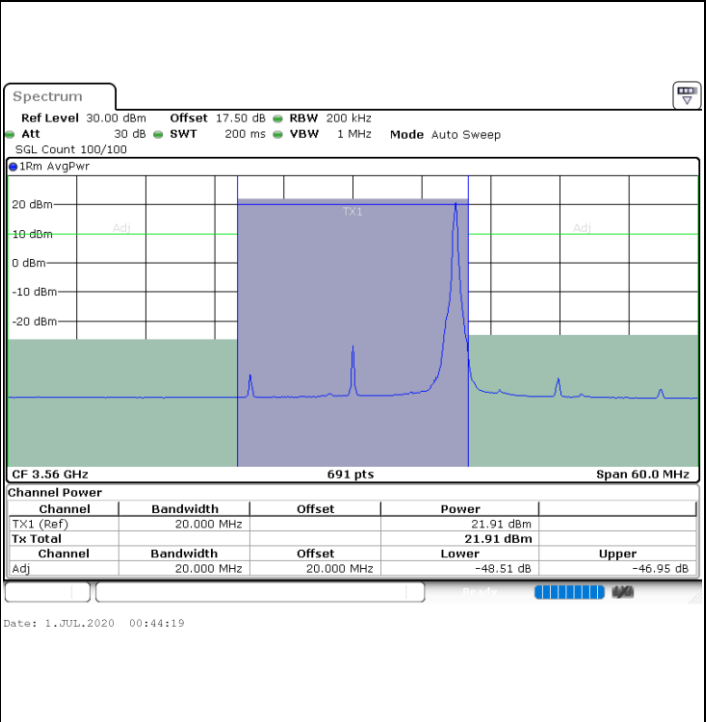 Spectrum
Ref Level 30.00 dBm Offset 17.50 dB RBW 200 kHz
Att 30 dB SWT 200 ms VBW 1 MHz Mode Auto Sweep
SGL Count 100/100
1Rm AvgPwr
20 dBm
TX1
Adj Adj
10 dBm
0 dBm
-10 dBm
-20 dBm
CF 3.56 GHz 691 pts Span 60.0 MHz
Channel Power
Channel Bandwidth Offset Power
TX1 (Ref) 20.000 MHz 21.91 dBm
Tx Total 21.91 dBm
Channel Bandwidth Offset Lower Upper
Adj 20.000 MHz 20.000 MHz -48.51 dB -46.95 dB
Ready
Date: 1.JUL.2020 00:44:19